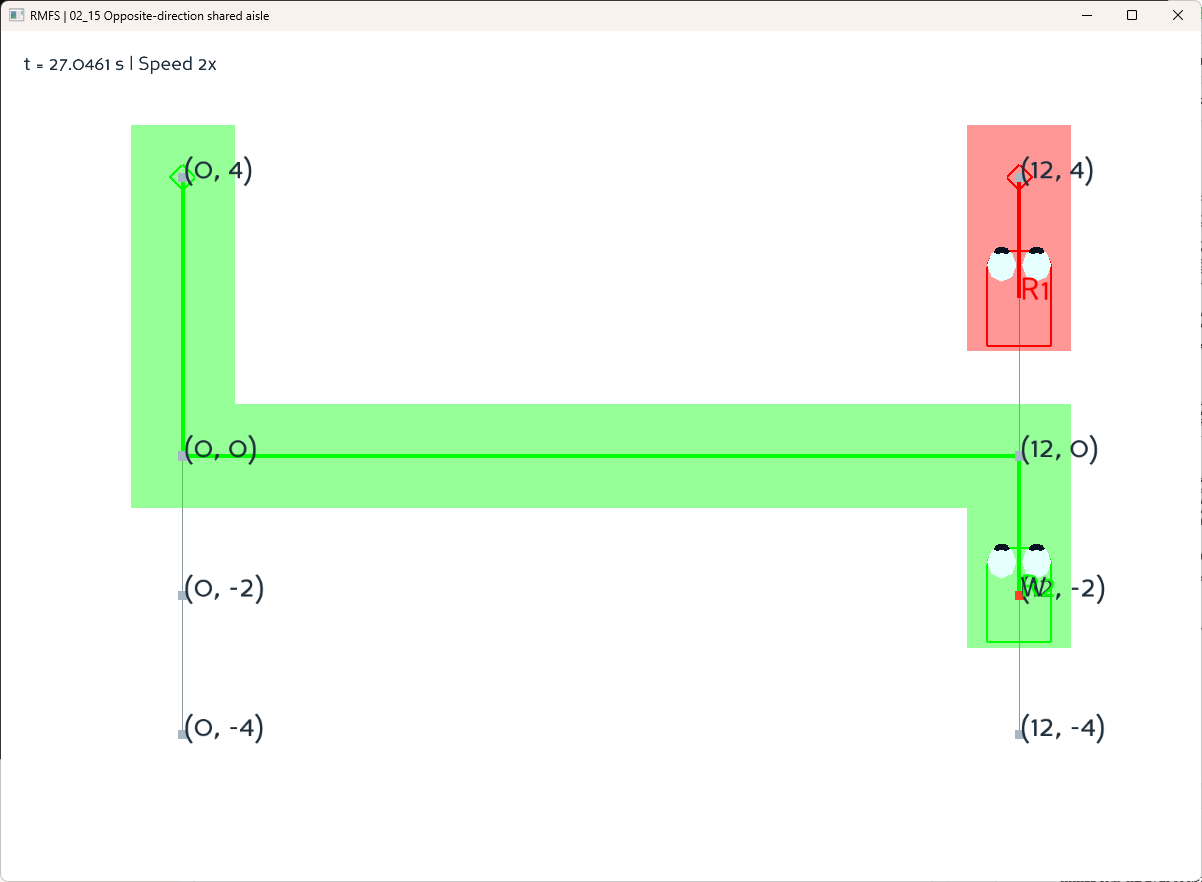 RMFS | 02_15 Opposite-direction shared aisle
t = 27.0461 s | Speed 2x
(0, 4)
(12, 4)
R1
(0, 0)
(12, 0)
(0, -2)
(12, -2)
W
(0, -4)
(12, -4)